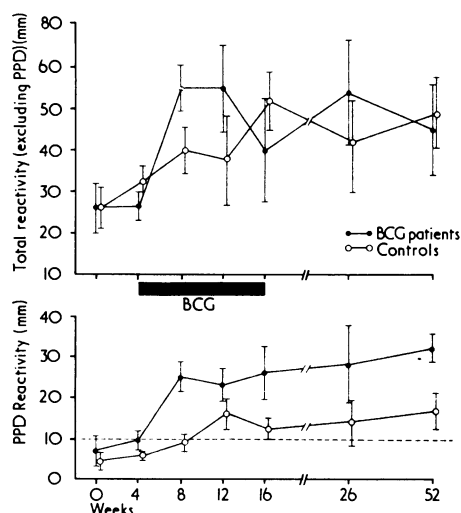 Total reactivity (excluding PPD) (mm)
80
60
50
40
30
20
10
BCG patients
Controls
BCG
PPD Reactivity (mm)
40
30
20
10
0
0 4 8 12 16 26 52
Weeks